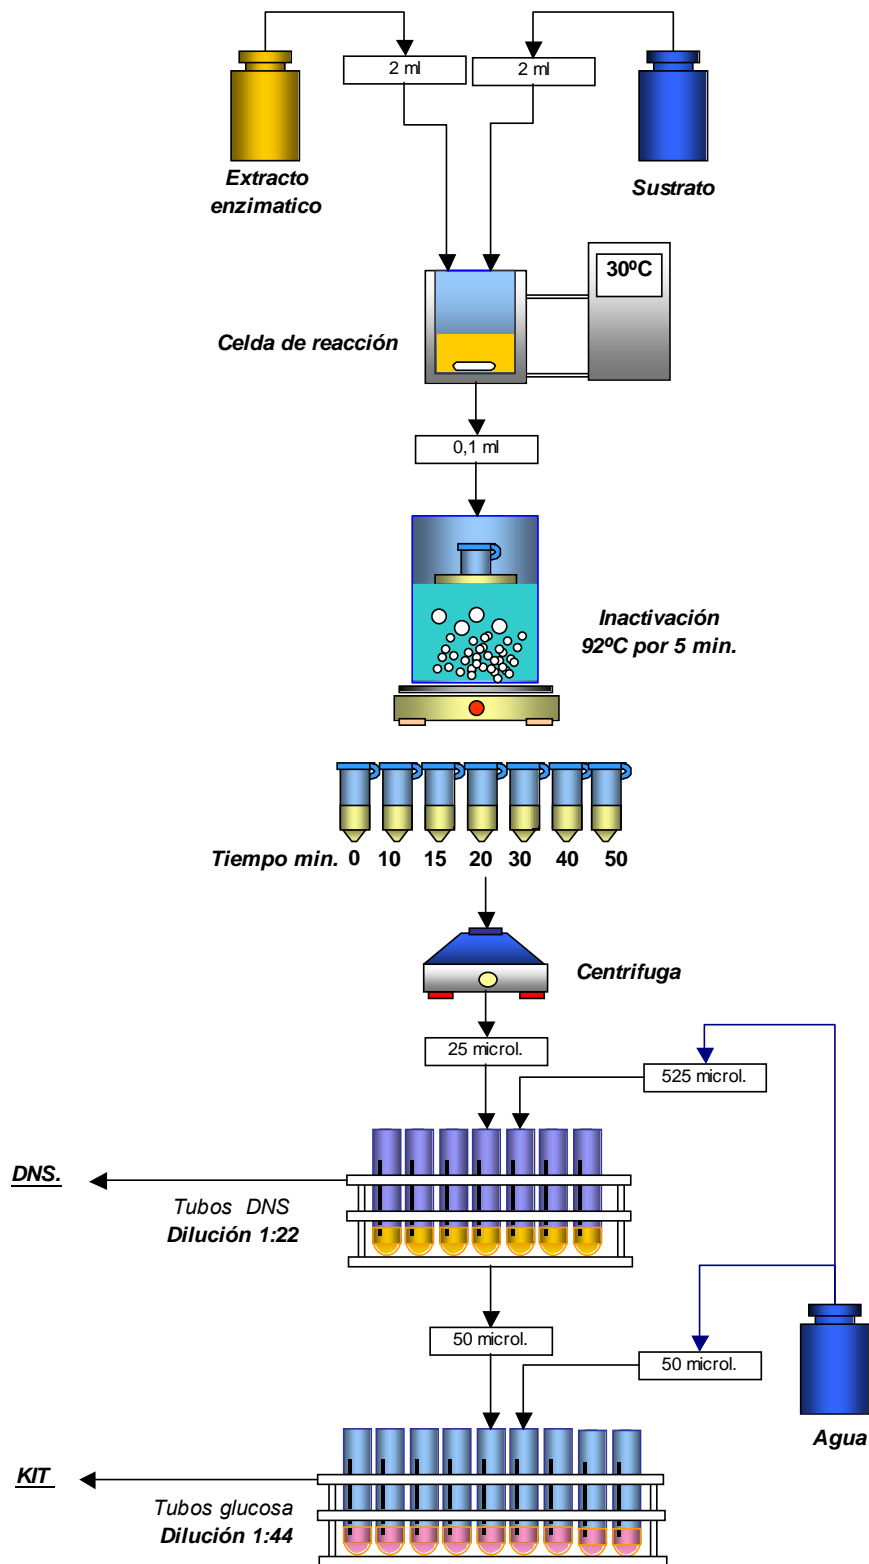 2 ml
2 ml
Extracto
enzimatico
Sustrato
30ºC
Celda de reacción
0,1 ml
Inactivación
92ºC por 5 min.
Tiempo min. 0 10 15 20 30 40 50
Centrifuga
25 microl.
525 microl.
DNS.
Tubos DNS
Dilución 1:22
50 microl.
50 microl.
Agua
KIT
Tubos glucosa
Dilución 1:44